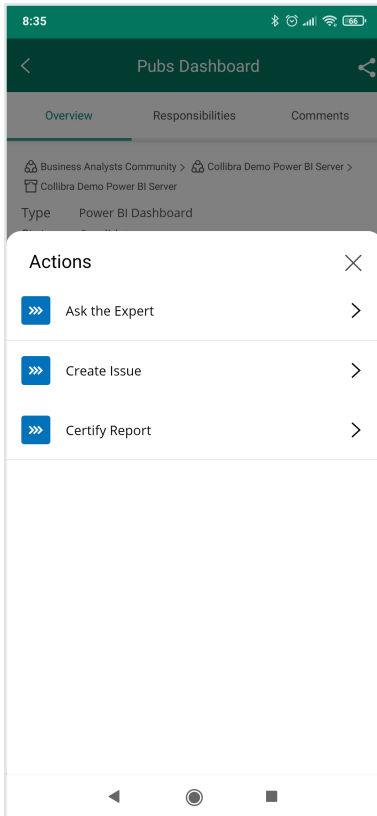 8:35
66
Pubs Dashboard
Overview Responsibilities Comments
Business Analysts Community > Collibra Demo Power BI Server >
Collibra Demo Power BI Server
Type Power BI Dashboard
Actions
Ask the Expert
Create Issue
Certify Report